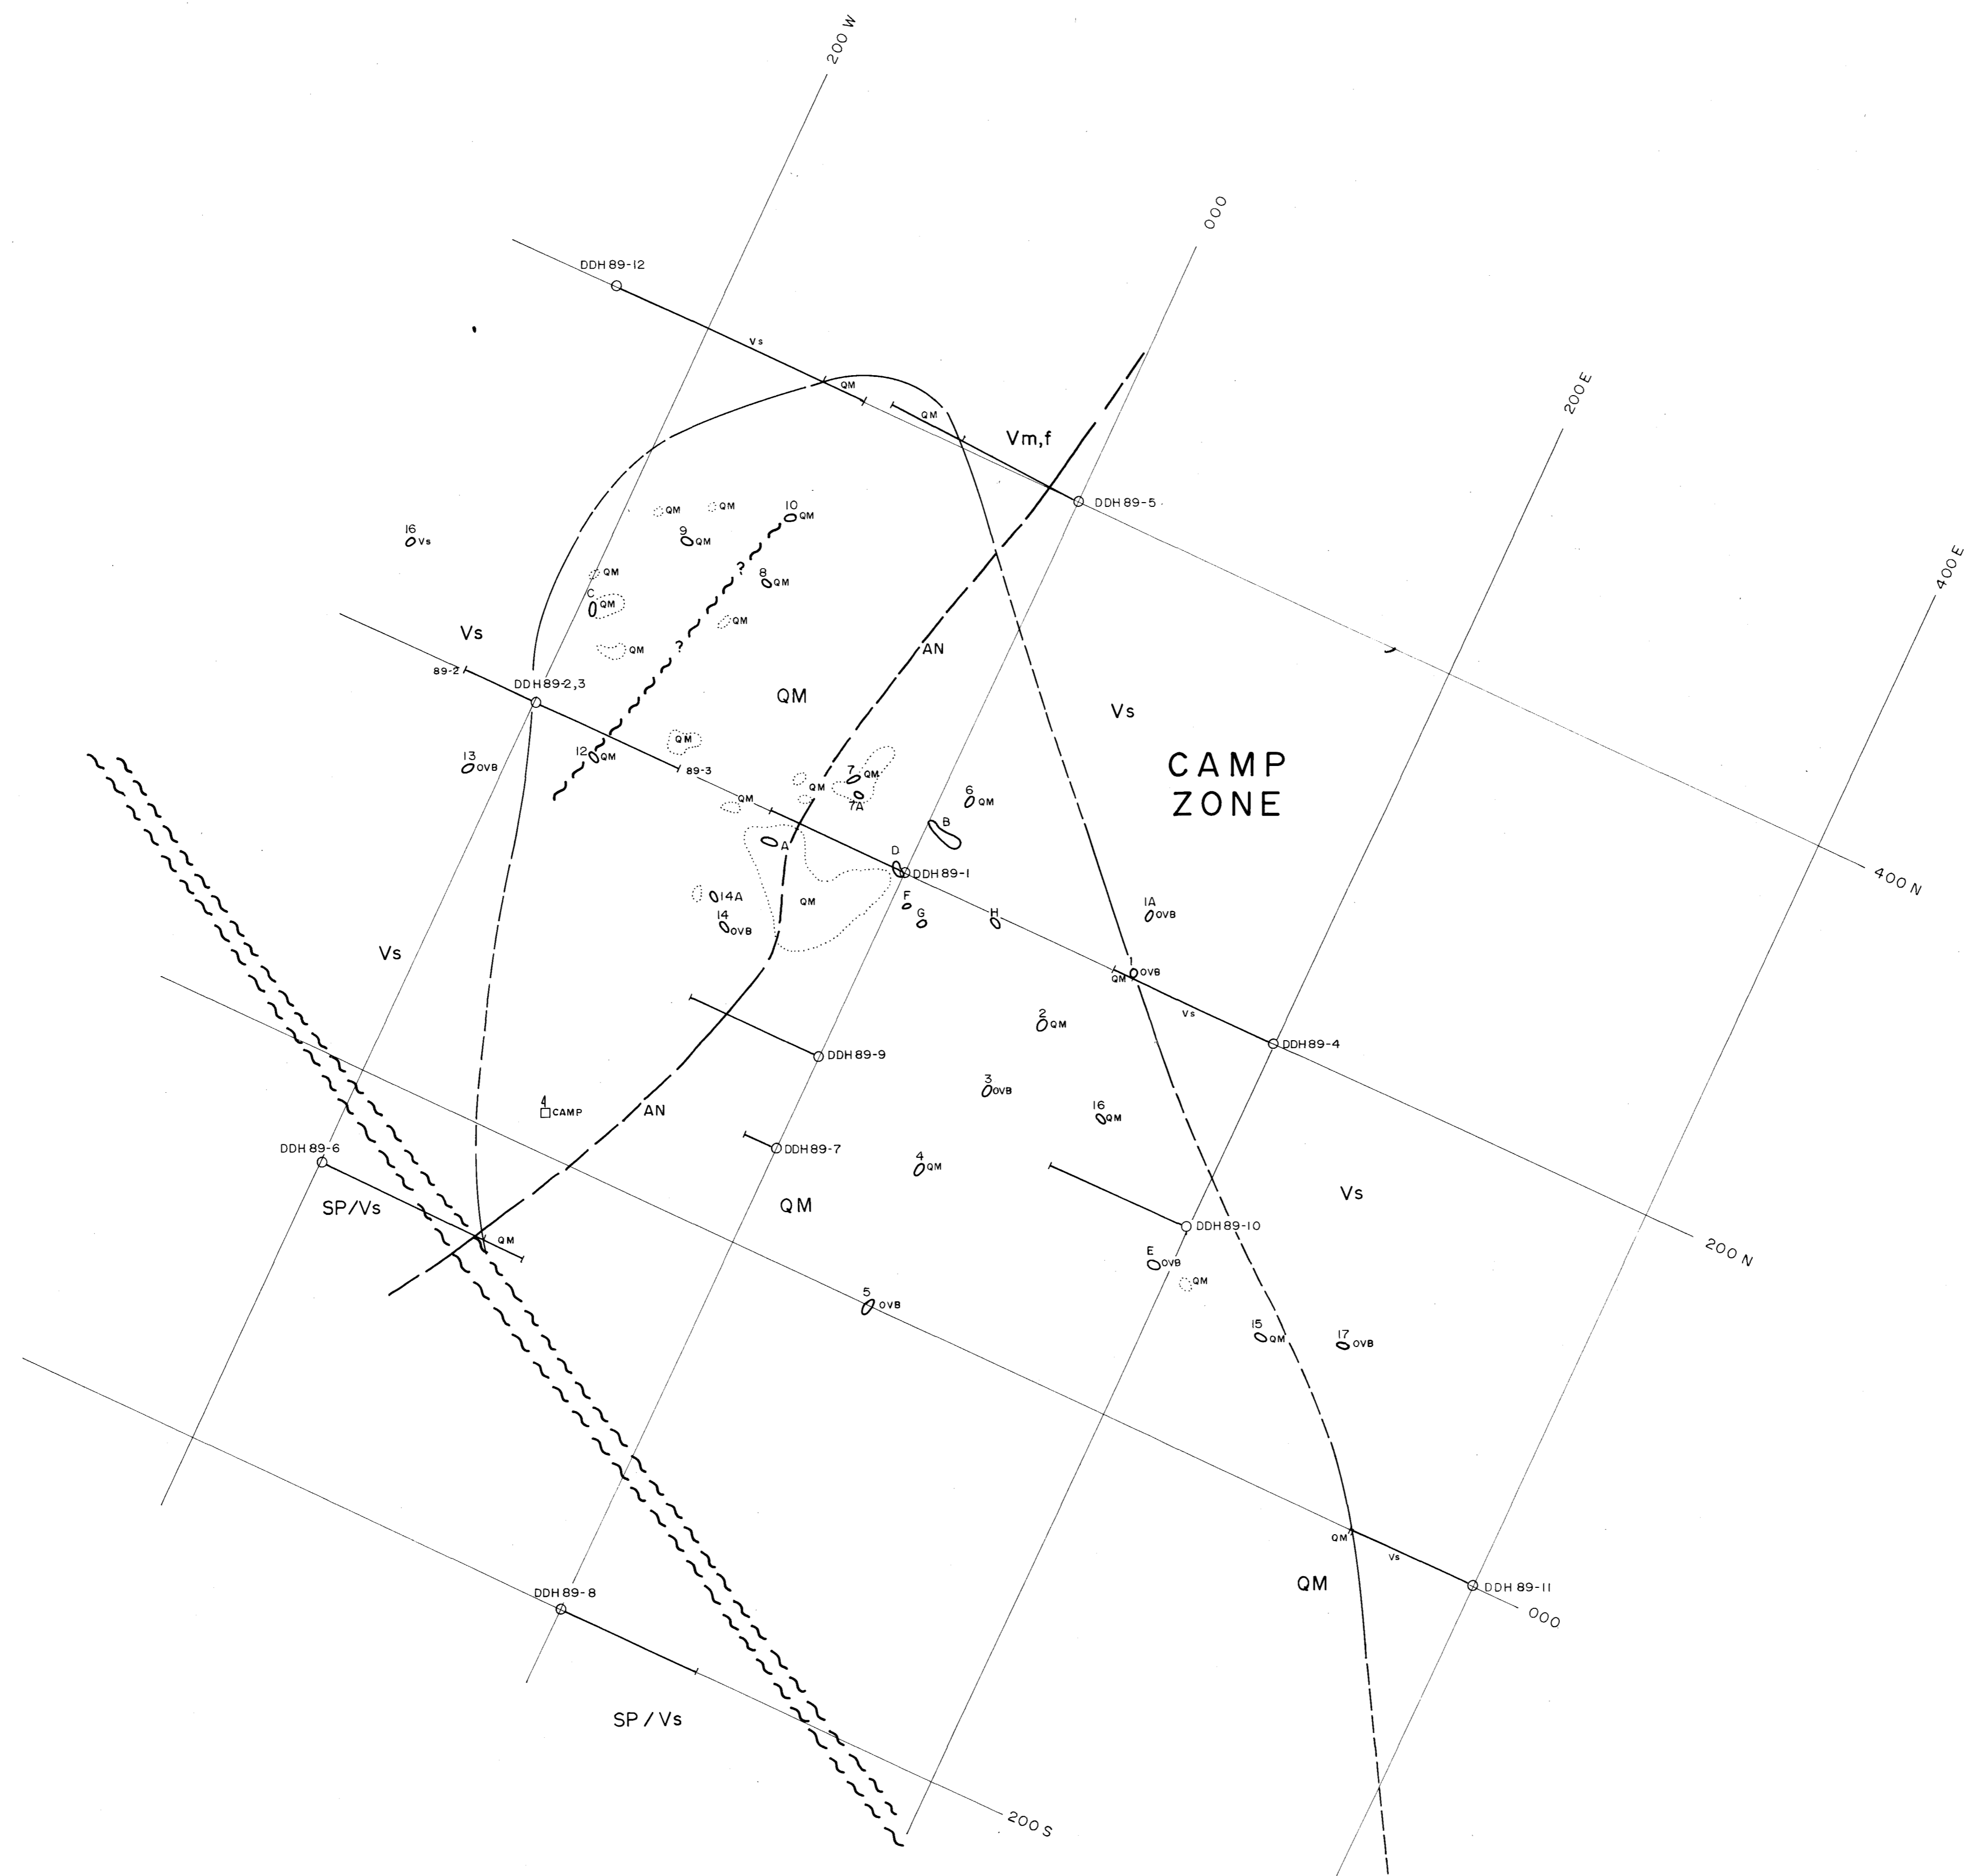 200 W
000
DDH 89-12
Vs
QM
QM
Vm,f
200 E
DDH 89-5
400 E
QM
QM
10
QM
9
QM
16
Vs
QM
8
QM
?
C
QM
QM
Vs
QM
?
AN
89-2
DDH 89-2,3
QM
Vs
CAMP
ZONE
QM
12
QM
13
OVB
89-3
7
QM
QM
7A
QM
6
QM
B
A
D
DDH 89-1
400 N
14A
QM
F
G
H
1A
OVB
14
OVB
Vs
1
OVB
QM
Vs
2
QM
DDH 89-4
DDH 89-9
3
OVB
4
CAMP
AN
16
QM
DDH 89-6
DDH 89-7
4
QM
SP/Vs
QM
Vs
DDH 89-10
QM
E
OVB
QM
200 N
5
OVB
15
QM
17
OVB
QM
Vs
QM
DDH 89-11
000
DDH 89-8
SP / Vs
200 S